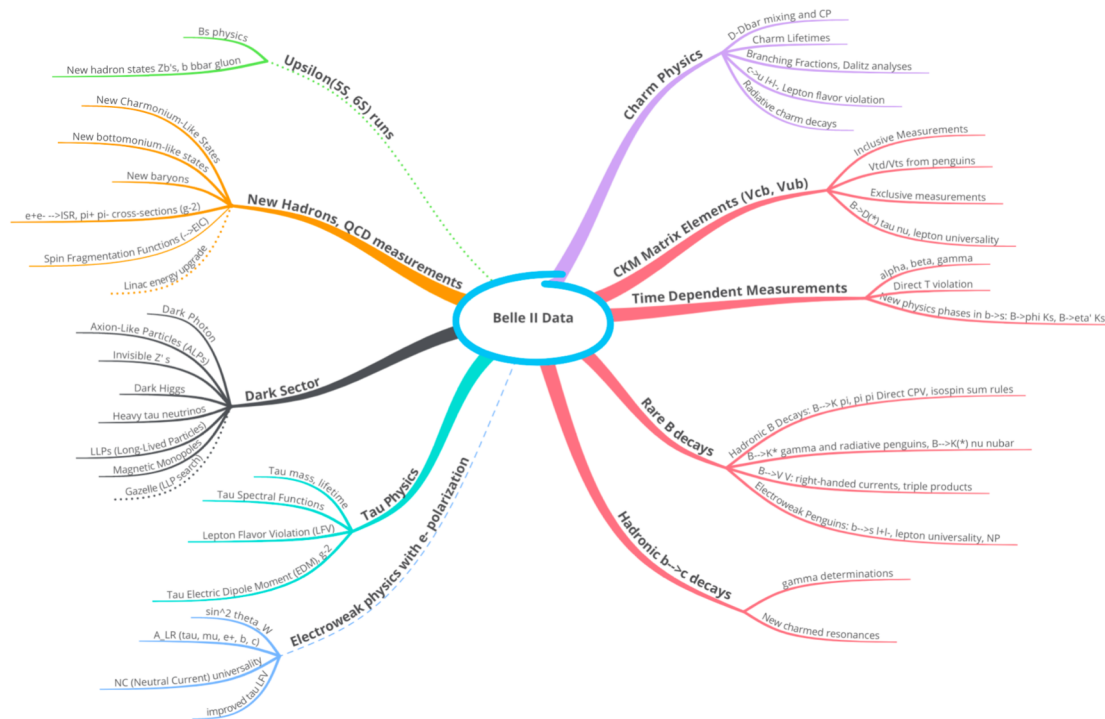 Belle II Data
Charm Physics
D-Dbar mixing and CP
Charm Lifetimes
Branching Fractions, Dalitz analyses
c->u l+l-, Lepton flavor violation
Radiative charm decays
CKM Matrix Elements (Vcb, Vub)
Inclusive Measurements
Vtd/Vts from penguins
Exclusive measurements
B->D(*) tau nu, lepton universality
Time Dependent Measurements
alpha, beta, gamma
Direct T violation
New physics phases in b->s: B->phi Ks, B->eta' Ks
Rare B decays
Hadronic B Decays: B-->K pi, pi pi Direct CPV, isospin sum rules
B-->K* gamma and radiative penguins, B-->K(*) nu nubar
B-->V V: right-handed currents, triple products
Electroweak Penguins: b-->s l+l-, lepton universality, NP
Hadronic b-->c decays
gamma determinations
New charmed resonances
Upsilon(5S, 6S) runs
Bs physics
New hadron states Zb's, b bbar gluon
New Hadrons, QCD measurements
New Charmonium-Like States
New bottomonium-like states
New baryons
e+e- -->ISR, pi+ pi- cross-sections (g-2)
Spin Fragmentation Functions (-->EIC)
Linac energy upgrade
Dark Sector
Dark Photon
Axion-Like Particles (ALPs)
Invisible Z' s
Dark Higgs
Heavy tau neutrinos
LLPs (Long-Lived Particles)
Magnetic Monopoles
Gazelle (LLP search)
Tau Physics
Tau mass, lifetime
Tau Spectral Functions
Lepton Flavor Violation (LFV)
Tau Electric Dipole Moment (EDM), g-2
Electroweak physics with e- polarization
sin^2 theta_W
A_LR (tau, mu, e+, b, c)
NC (Neutral Current) universality
improved tau LFV